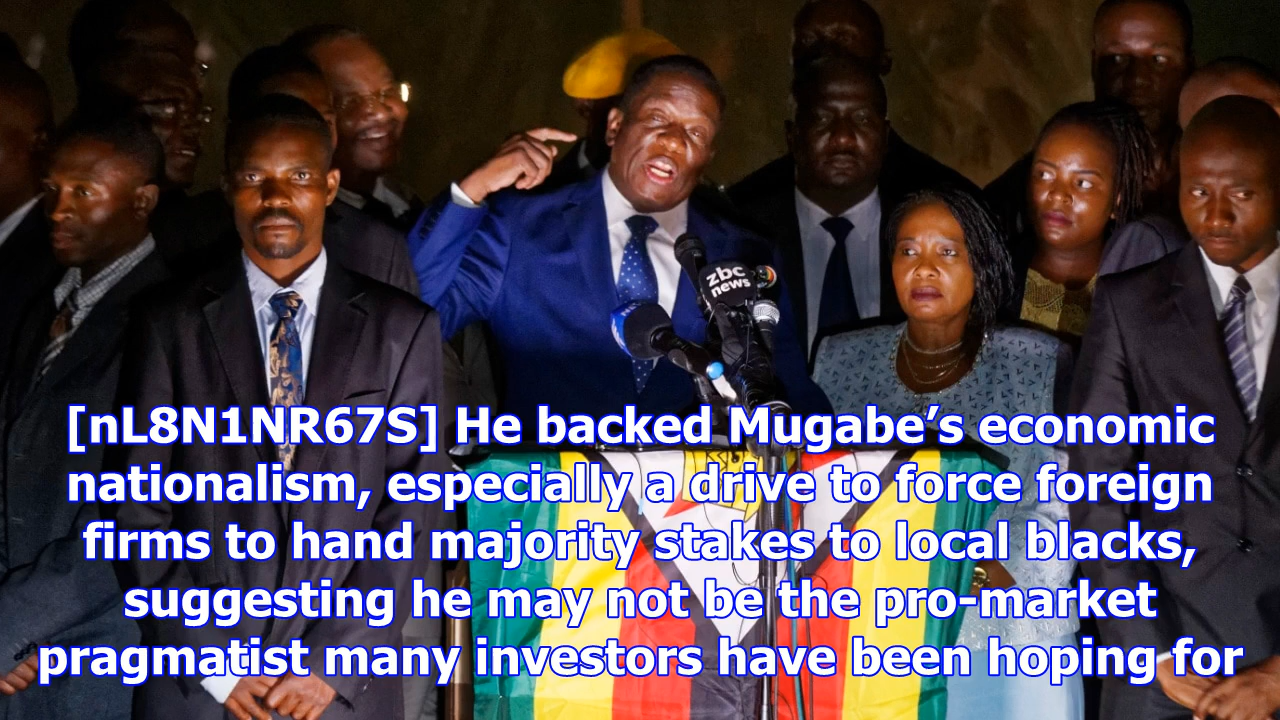 zbc
news
[nL8N1NR67S] He backed Mugabe’s economic
nationalism, especially a drive to force foreign
firms to hand majority stakes to local blacks,
suggesting he may not be the pro-market
pragmatist many investors have been hoping for